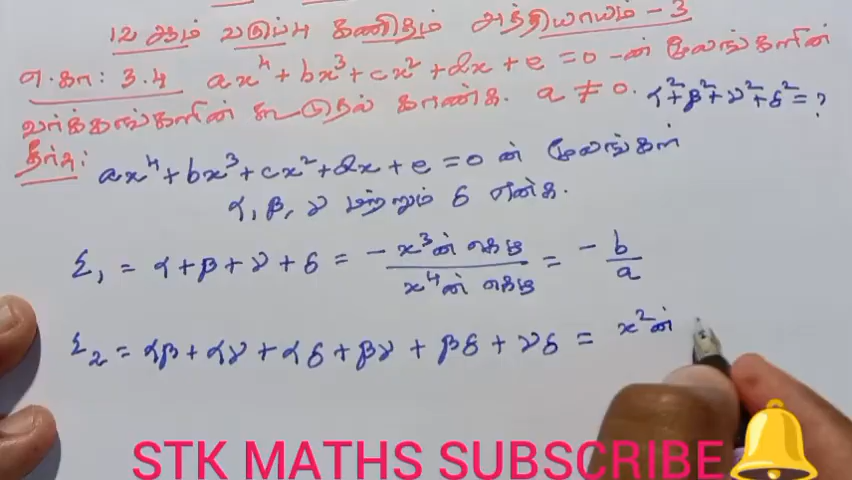 12 ஆம் வகுப்பு கணிதம் அத்தியாயம் - 3
எ.கா: 3.4 ax⁴ + bx³ + cx² + dx + e = 0 -ன் மூலங்களின்
வர்க்கங்களின் கூடுதல் காண்க. a ≠ 0. α² + β² + γ² + δ² = ?
தீர்வு:
ax⁴ + bx³ + cx² + dx + e = 0 ன் மூலங்கள்
α, β, γ மற்றும் δ என்க.
Σ₁ = α + β + γ + δ = - x³ன் கெழு / x⁴ன் கெழு = - b/a
Σ₂ = αβ + αγ + αδ + βγ + βδ + γδ = x²ன்
STK MATHS SUBSCRIBE